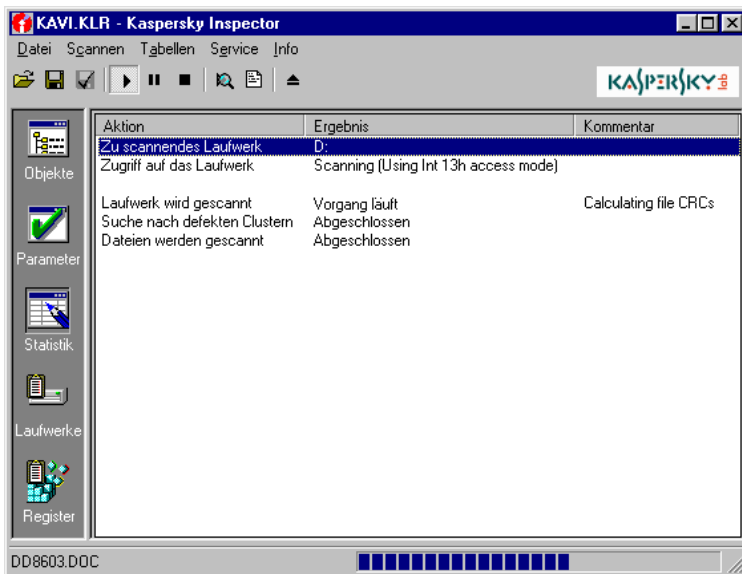 KAVI.KLR - Kaspersky Inspector
Datei Scannen Tabellen Service Info
KASPERSKY lab
Objekte
Parameter
Statistik
Laufwerke
Register
Aktion Ergebnis Kommentar
Zu scannendes Laufwerk D:
Zugriff auf das Laufwerk Scanning (Using Int 13h access mode)
Laufwerk wird gescannt Vorgang läuft Calculating file CRCs
Suche nach defekten Clustern Abgeschlossen
Dateien werden gescannt Abgeschlossen
DD8603.DOC